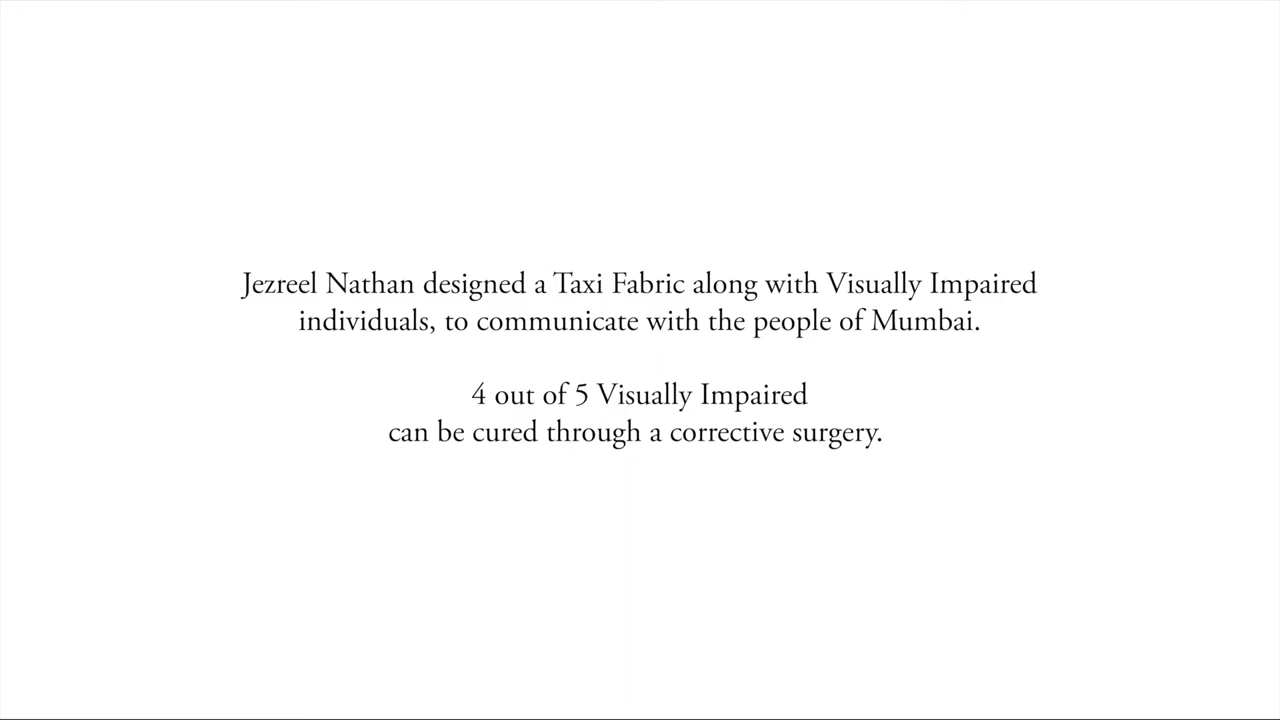 Jezreel Nathan designed a Taxi Fabric along with Visually Impaired
individuals, to communicate with the people of Mumbai.
4 out of 5 Visually Impaired
can be cured through a corrective surgery.